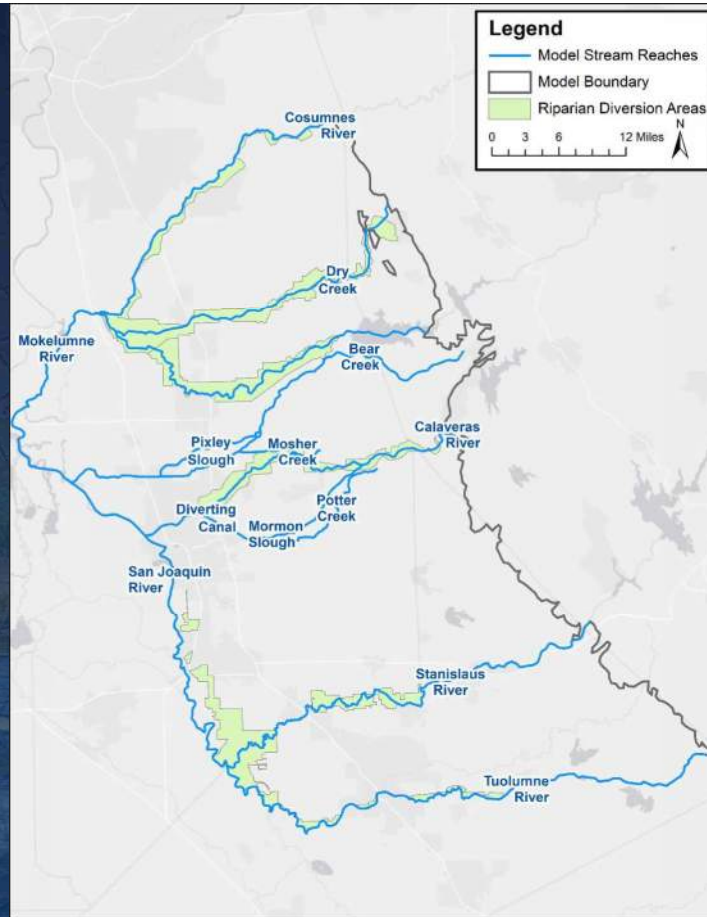 Legend
Model Stream Reaches
Model Boundary
Riparian Diversion Areas
0 3 6 12 Miles
N
Cosumnes
River
Dry
Creek
Mokelumne
River
Bear
Creek
Calaveras
River
Pixley
Slough
Mosher
Creek
Diverting
Canal
Mormon
Slough
Potter
Creek
San Joaquin
River
Stanislaus
River
Tuolumne
River